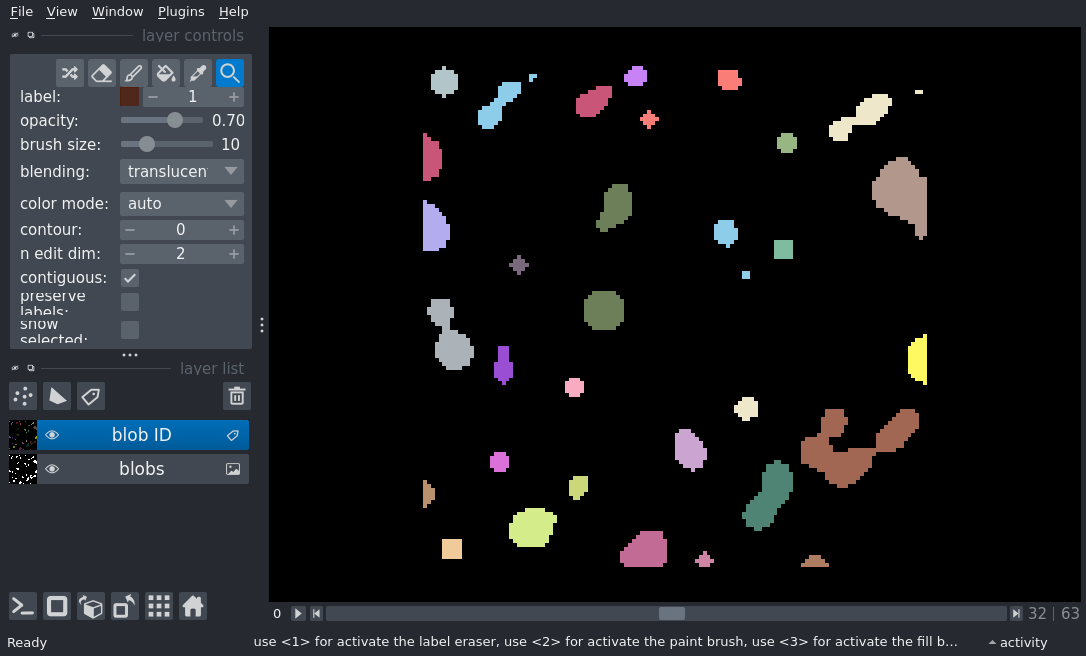 File View Window Plugins Help
layer controls
label: 1
opacity: 0.70
brush size: 10
blending: translucen
color mode: auto
contour: 0
n edit dim: 2
contiguous:
preserve
labels:
show
selected:
layer list
blob ID
blobs
0 32 63
Ready use <1> for activate the label eraser, use <2> for activate the paint brush, use <3> for activate the fill b... activity